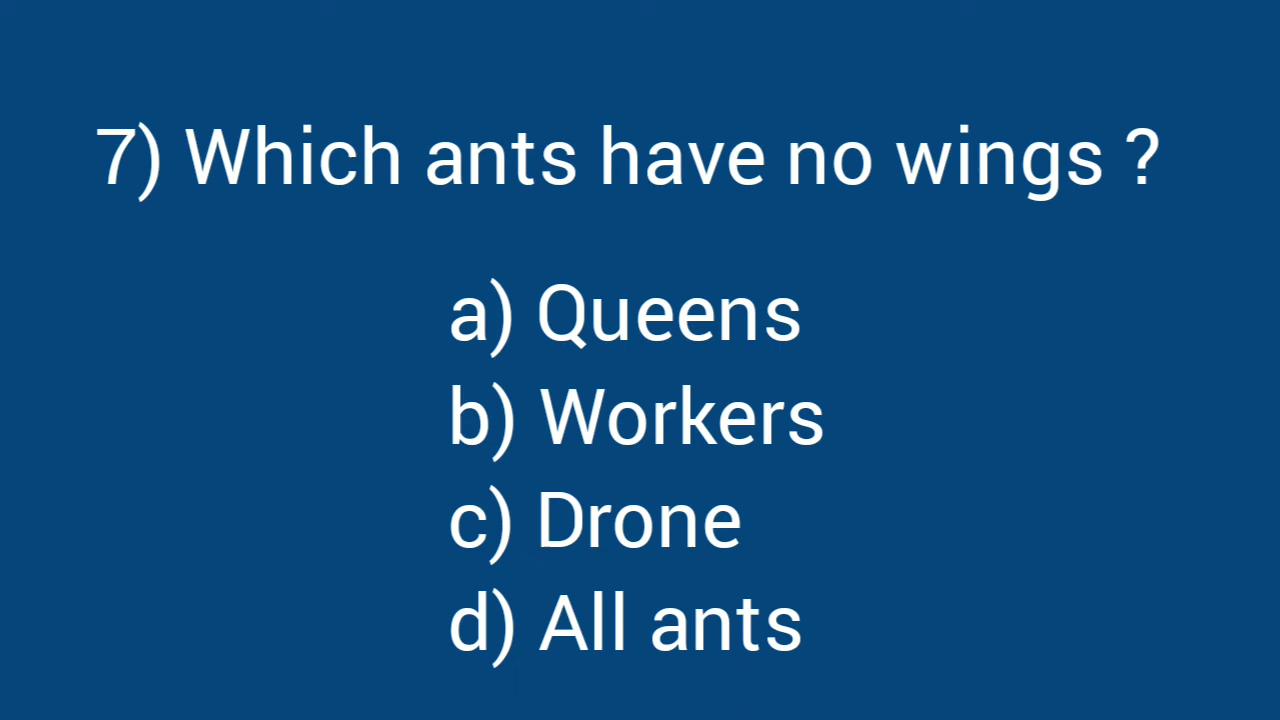 7) Which ants have no wings ?
a) Queens
b) Workers
c) Drone
d) All ants